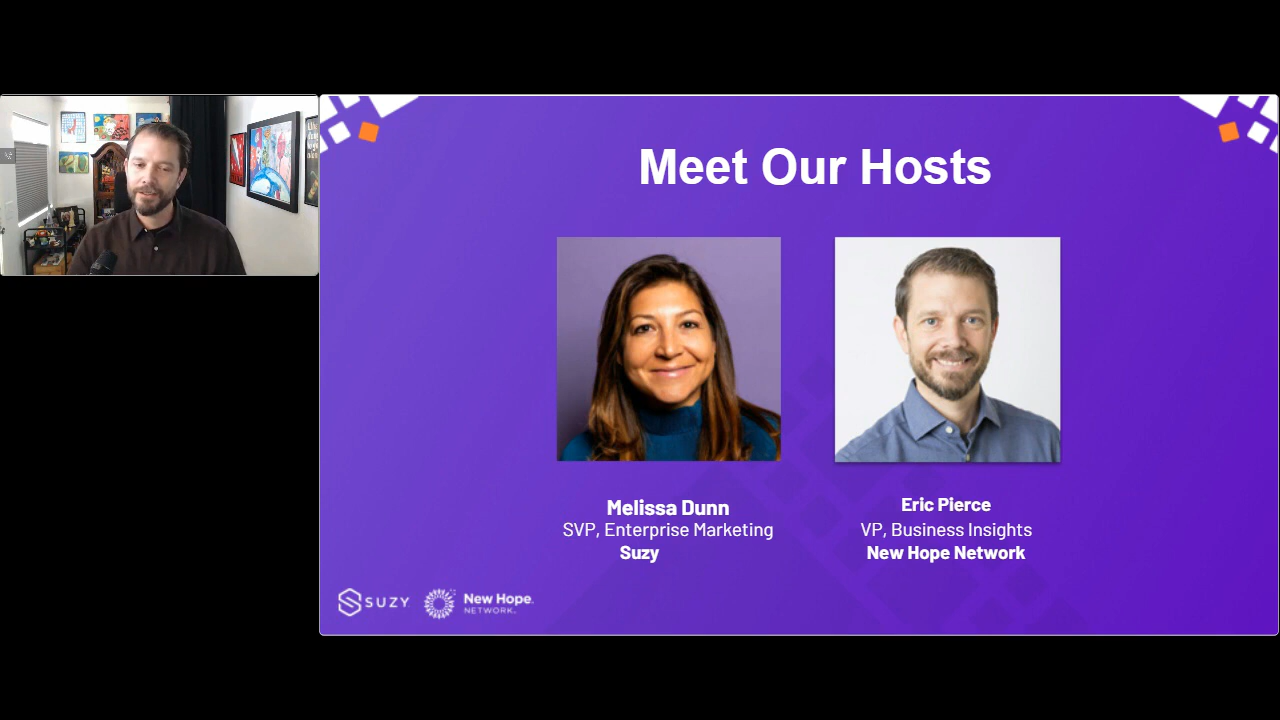 Meet Our Hosts
Melissa Dunn
SVP, Enterprise Marketing
Suzy
Eric Pierce
VP, Business Insights
New Hope Network
SUZY
New Hope
NETWORK